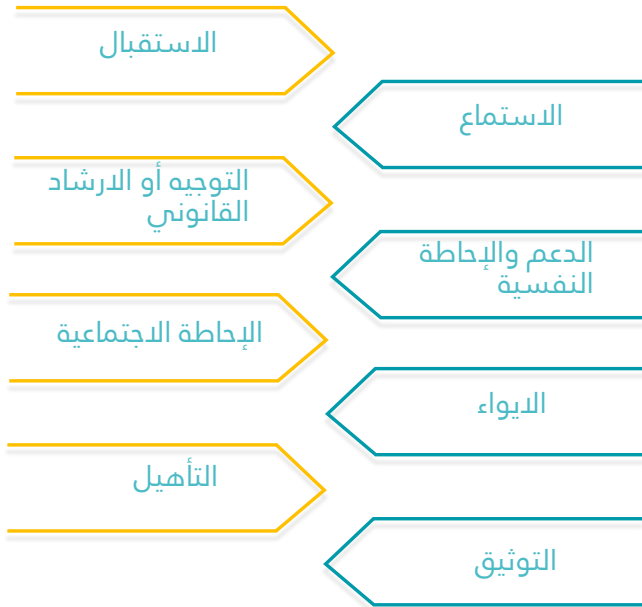 الاستقبال
الاستماع
التوجيه أو الارشاد
القانوني
الدعم والإحاطة
النفسية
الإحاطة الاجتماعية
الايواء
التأهيل
التوثيق